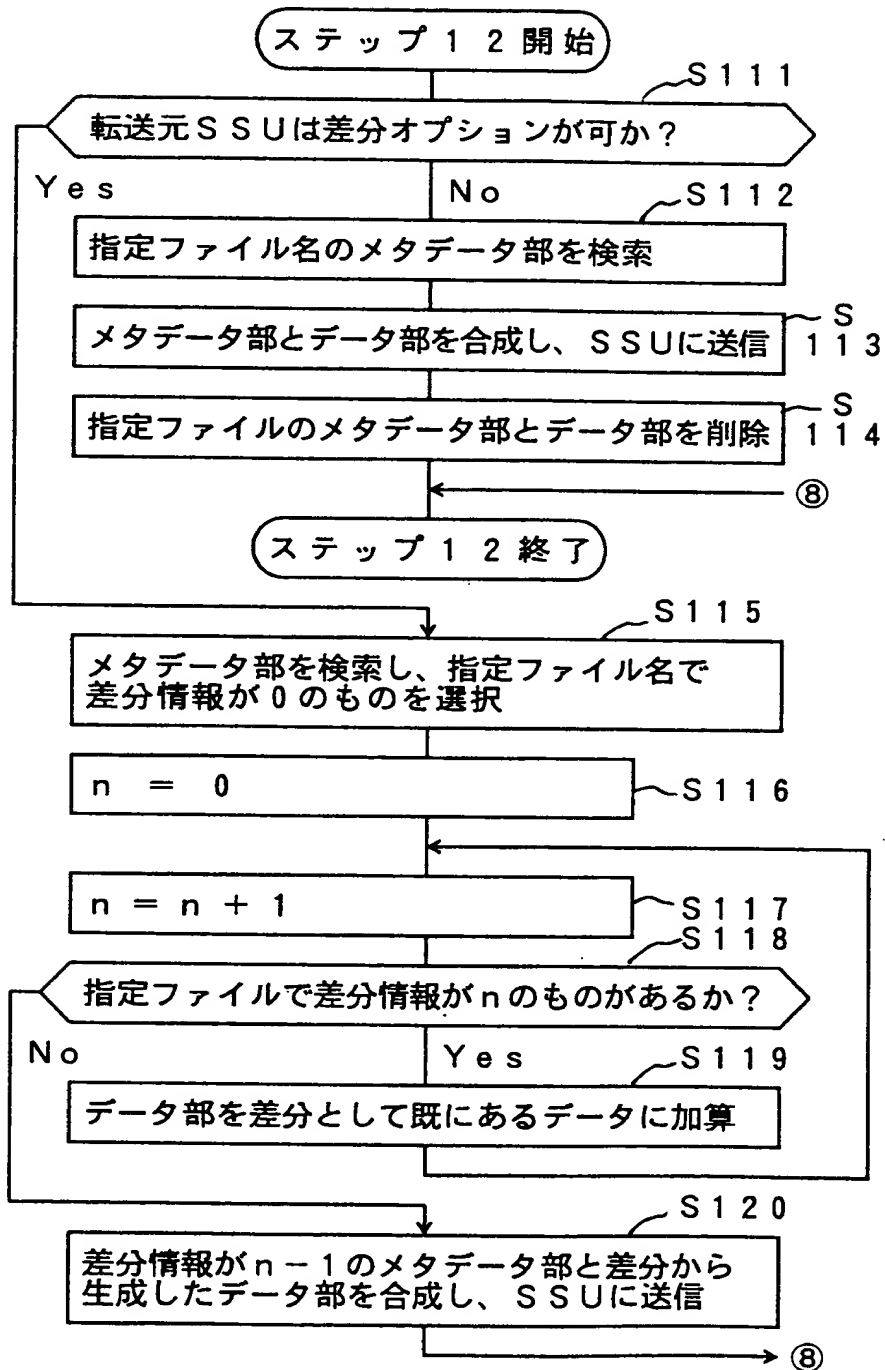 ステップ１２開始
Ｓ１１１
転送元ＳＳＵは差分オプションが可か？
Ｙｅｓ
Ｎｏ
Ｓ１１２
指定ファイル名のメタデータ部を検索
メタデータ部とデータ部を合成し、ＳＳＵに送信
Ｓ
１１３
指定ファイルのメタデータ部とデータ部を削除
Ｓ
１１４
⑧
ステップ１２終了
Ｓ１１５
メタデータ部を検索し、指定ファイル名で
差分情報が０のものを選択
ｎ ＝ ０
Ｓ１１６
ｎ＝ｎ＋１
Ｓ１１７
Ｓ１１８
指定ファイルで差分情報がｎのものがあるか？
Ｎｏ
Ｙｅｓ
Ｓ１１９
データ部を差分として既にあるデータに加算
Ｓ１２０
差分情報がｎ－１のメタデータ部と差分から
生成したデータ部を合成し、ＳＳＵに送信
⑧